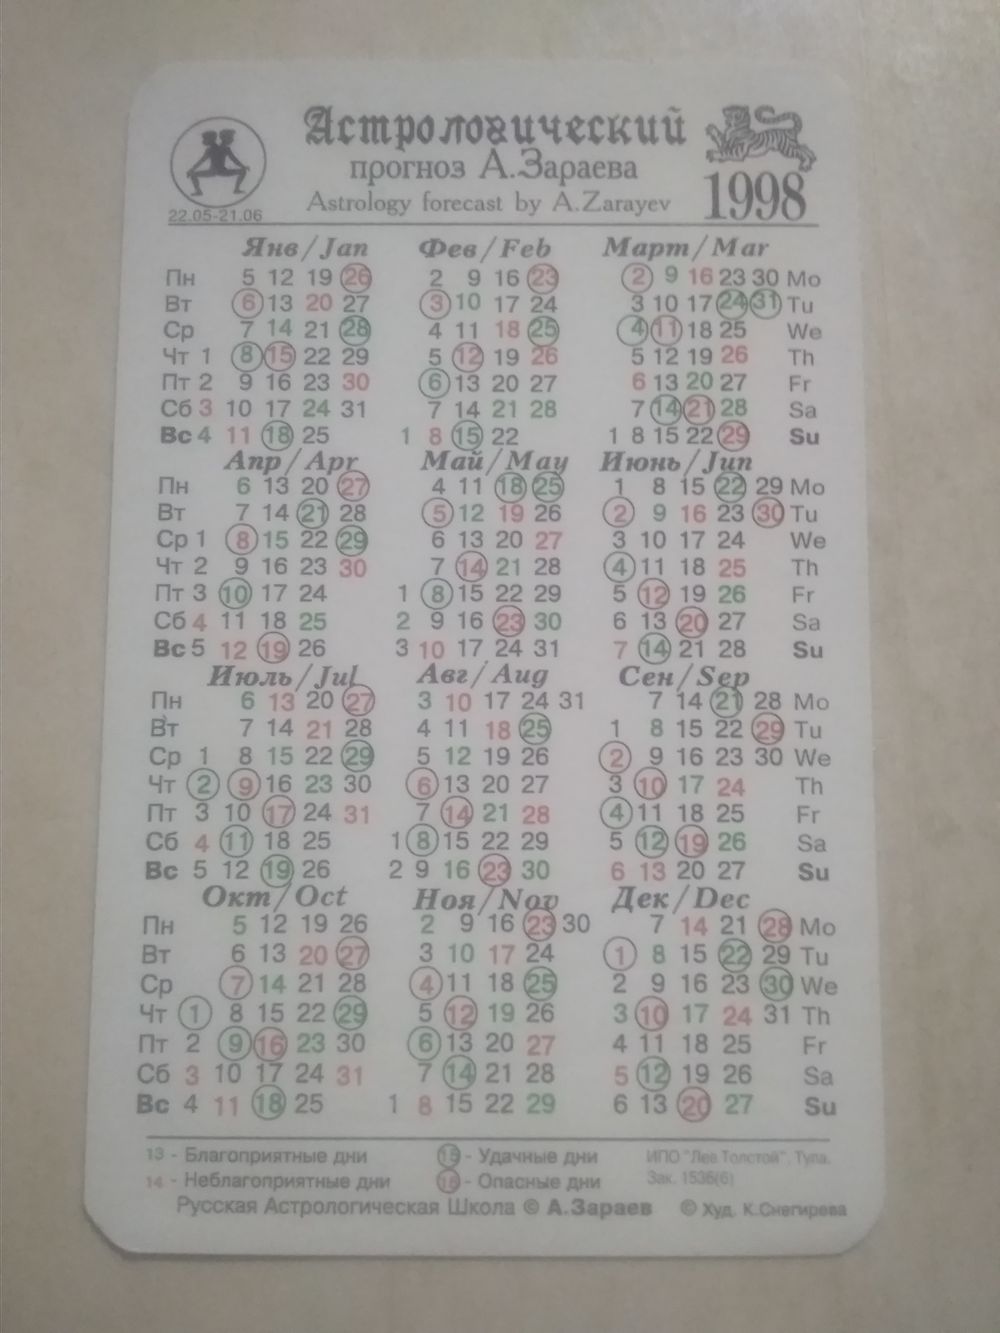 Астрологический
прогноз А.Зараева
Astrology forecast by A.Zarayev
1998
22.05-21.06
Янв/Jan Фев/Feb Март/Mar
Пн 5 12 19 26 2 9 16 23 2 9 16 23 30 Mo
Вт 6 13 20 27 3 10 17 24 3 10 17 24 31 Tu
Ср 7 14 21 28 4 11 18 25 4 11 18 25 We
Чт 1 8 15 22 29 5 12 19 26 5 12 19 26 Th
Пт 2 9 16 23 30 6 13 20 27 6 13 20 27 Fr
Сб 3 10 17 24 31 7 14 21 28 7 14 21 28 Sa
Вс 4 11 18 25 1 8 15 22 1 8 15 22 29 Su
Апр/Apr Май/May Июнь/Jun
Пн 6 13 20 27 4 11 18 25 1 8 15 22 29 Mo
Вт 7 14 21 28 5 12 19 26 2 9 16 23 30 Tu
Ср 1 8 15 22 29 6 13 20 27 3 10 17 24 We
Чт 2 9 16 23 30 7 14 21 28 4 11 18 25 Th
Пт 3 10 17 24 1 8 15 22 29 5 12 19 26 Fr
Сб 4 11 18 25 2 9 16 23 30 6 13 20 27 Sa
Вс 5 12 19 26 3 10 17 24 31 7 14 21 28 Su
Июль/Jul Авг/Aug Сен/Sep
Пн 6 13 20 27 3 10 17 24 31 7 14 21 28 Mo
Вт 7 14 21 28 4 11 18 25 1 8 15 22 29 Tu
Ср 1 8 15 22 29 5 12 19 26 2 9 16 23 30 We
Чт 2 9 16 23 30 6 13 20 27 3 10 17 24 Th
Пт 3 10 17 24 31 7 14 21 28 4 11 18 25 Fr
Сб 4 11 18 25 1 8 15 22 29 5 12 19 26 Sa
Вс 5 12 19 26 2 9 16 23 30 6 13 20 27 Su
Окт/Oct Ноя/Nov Дек/Dec
Пн 5 12 19 26 2 9 16 23 30 7 14 21 28 Mo
Вт 6 13 20 27 3 10 17 24 1 8 15 22 29 Tu
Ср 7 14 21 28 4 11 18 25 2 9 16 23 30 We
Чт 1 8 15 22 29 5 12 19 26 3 10 17 24 31 Th
Пт 2 9 16 23 30 6 13 20 27 4 11 18 25 Fr
Сб 3 10 17 24 31 7 14 21 28 5 12 19 26 Sa
Вс 4 11 18 25 1 8 15 22 29 6 13 20 27 Su
13 - Благоприятные дни 15 - Удачные дни ИПО "Лев Толстой". Тула.
14 - Неблагоприятные дни 16 - Опасные дни Зак. 1536(6)
Русская Астрологическая Школа © А.Зараев © Худ. К.Снегирева